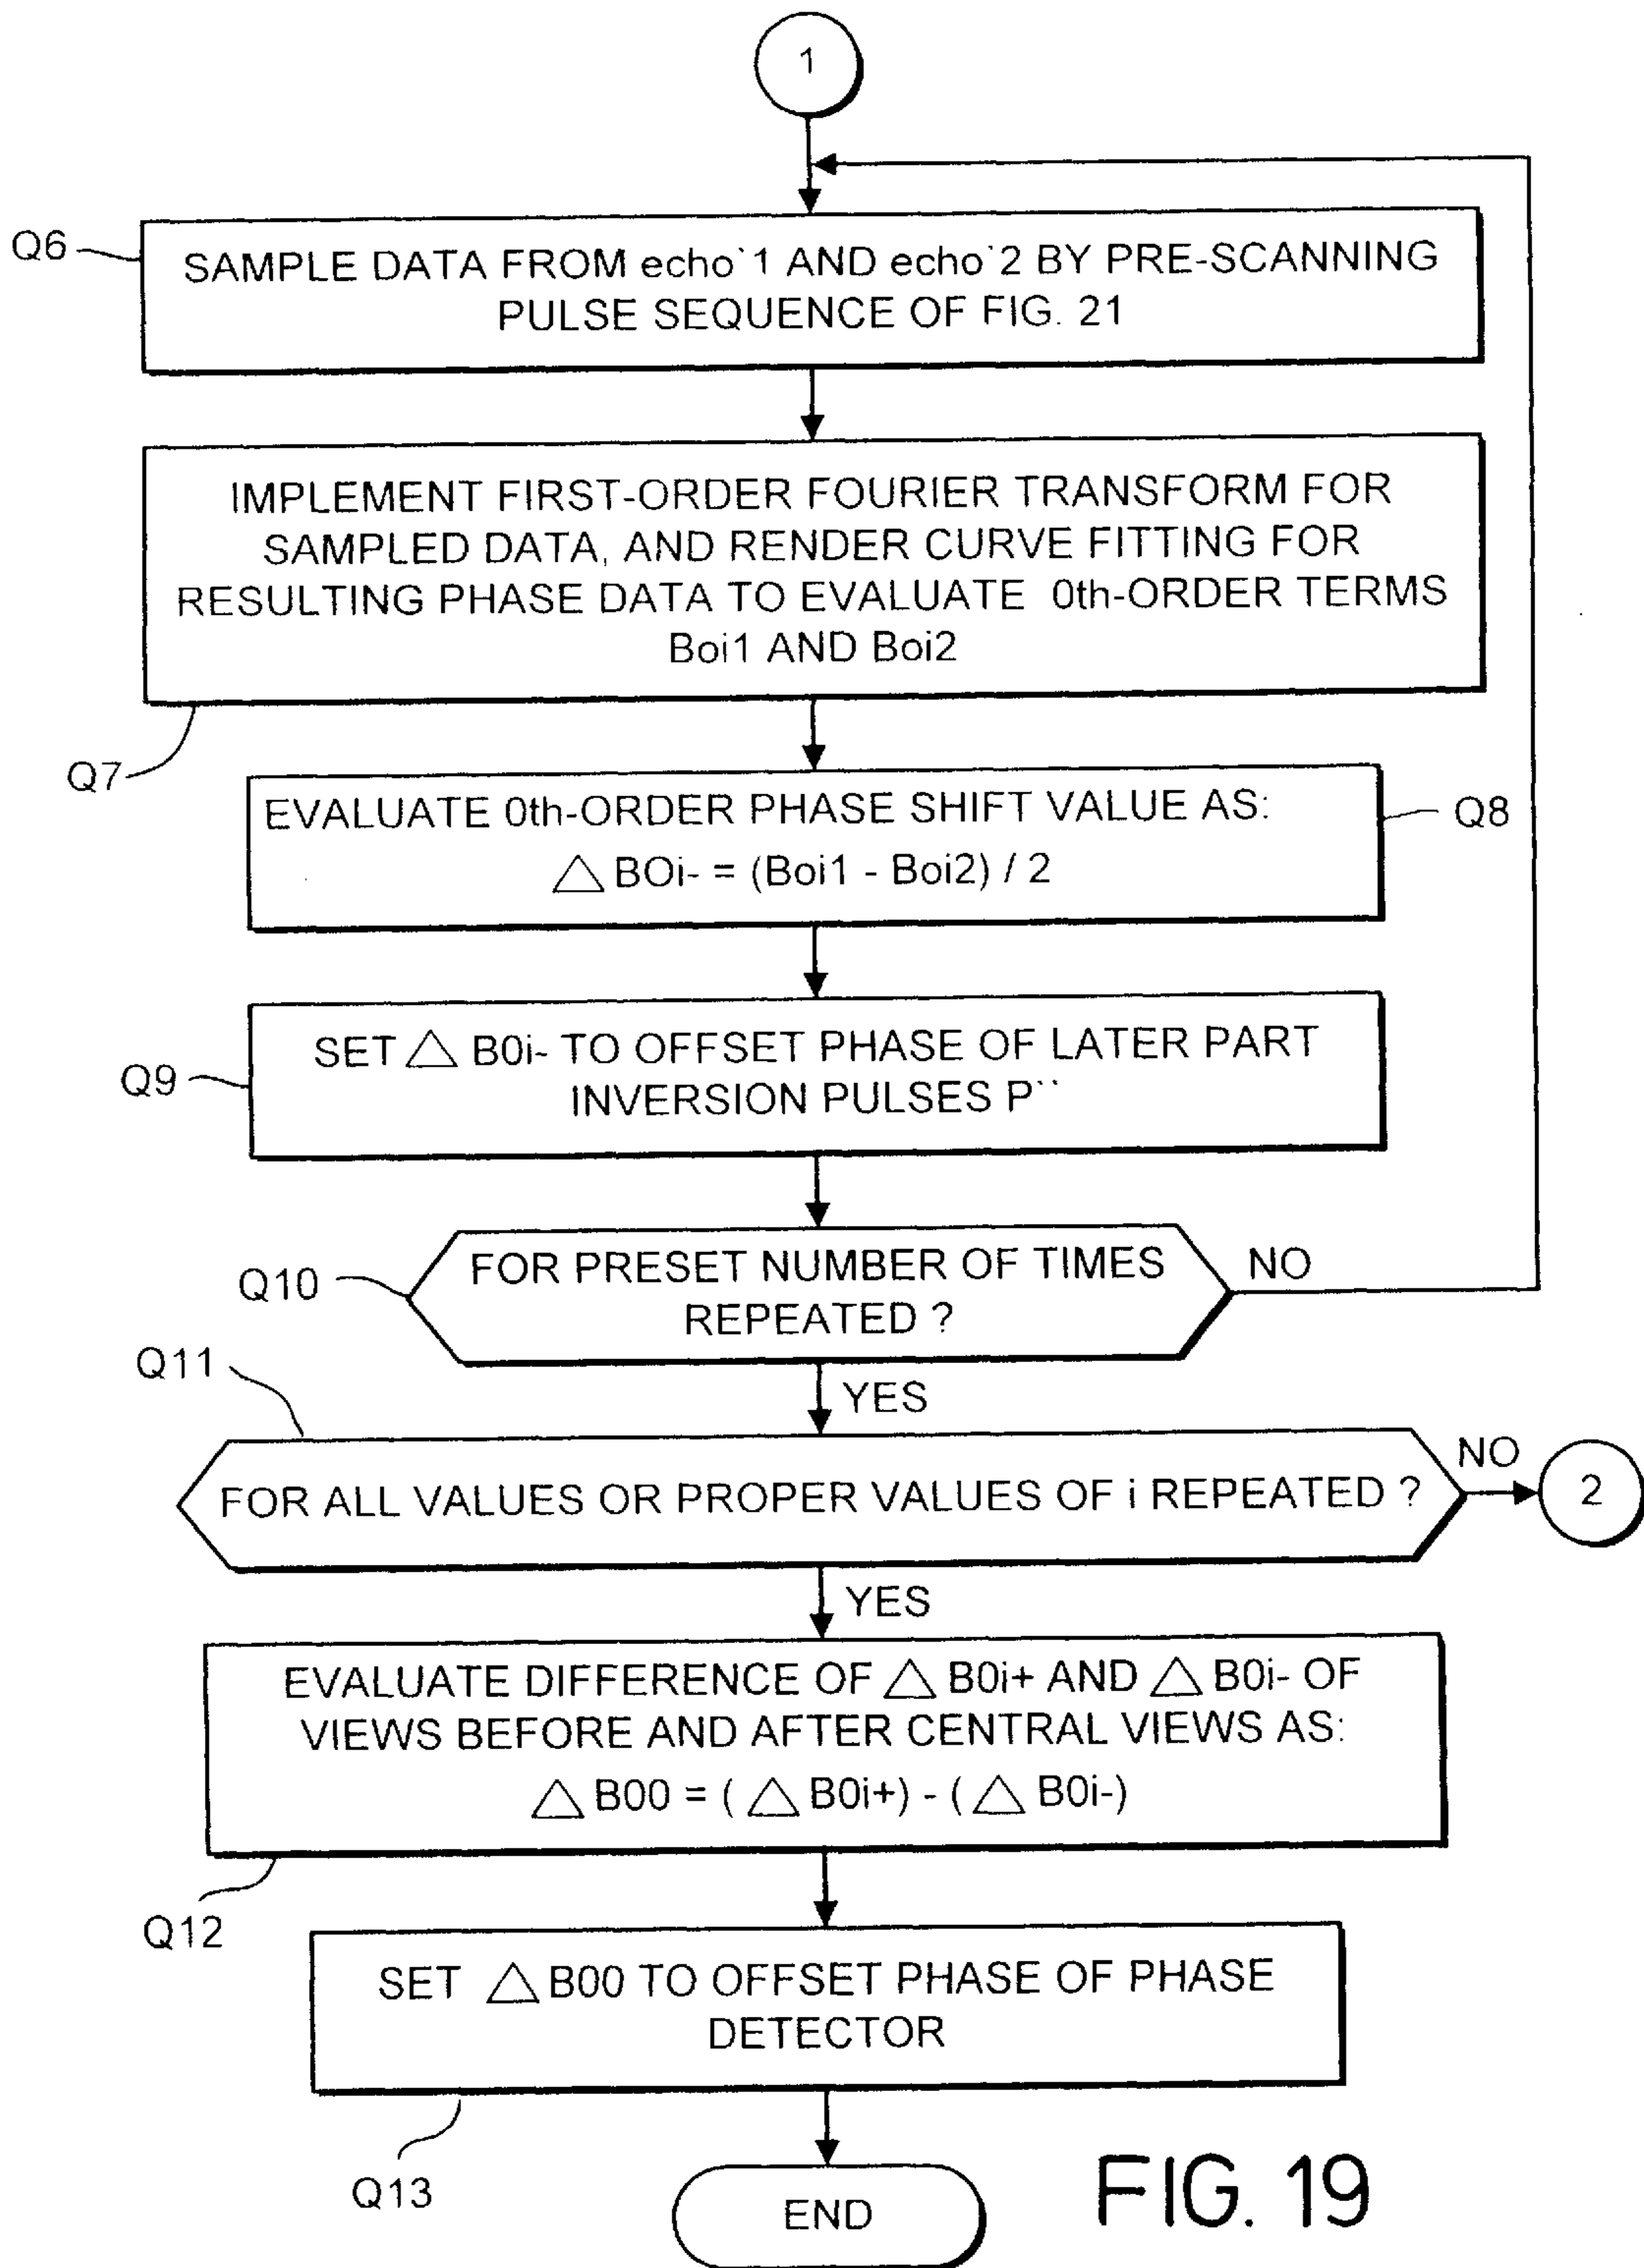 1
Q6
SAMPLE DATA FROM echo`1 AND echo`2 BY PRE-SCANNING
PULSE SEQUENCE OF FIG. 21
IMPLEMENT FIRST-ORDER FOURIER TRANSFORM FOR
SAMPLED DATA, AND RENDER CURVE FITTING FOR
RESULTING PHASE DATA TO EVALUATE 0th-ORDER TERMS
Boi1 AND Boi2
Q7
EVALUATE 0th-ORDER PHASE SHIFT VALUE AS:
△ BOi- = (Boi1 - Boi2) / 2
Q8
SET △ B0i- TO OFFSET PHASE OF LATER PART
INVERSION PULSES P``
Q9
FOR PRESET NUMBER OF TIMES
REPEATED ?
NO
Q10
Q11
YES
FOR ALL VALUES OR PROPER VALUES OF i REPEATED ?
NO
2
YES
EVALUATE DIFFERENCE OF △ B0i+ AND △ B0i- OF
VIEWS BEFORE AND AFTER CENTRAL VIEWS AS:
△ B00 = ( △ B0i+) - ( △ B0i-)
Q12
SET △ B00 TO OFFSET PHASE OF PHASE
DETECTOR
Q13
END
FIG. 19